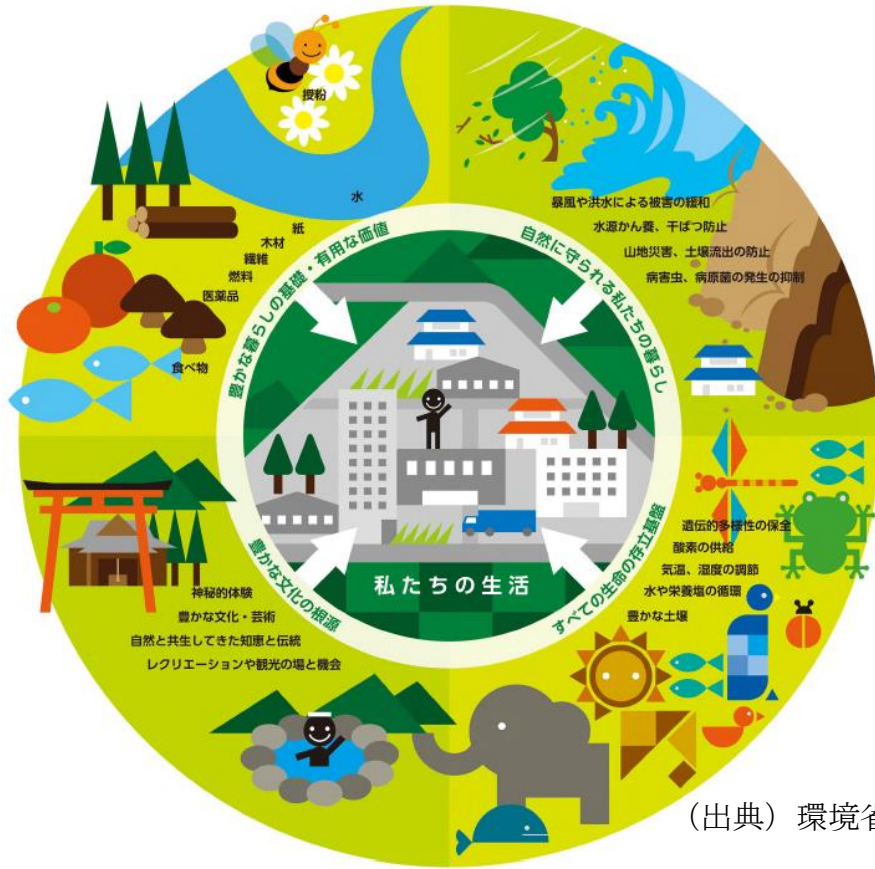 授粉
水
紙
木材
繊維
燃料
医薬品
食べ物
豊かな暮らしの基礎・有用な価値
暴風や洪水による被害の緩和
水源かん養、干ばつ防止
山地災害、土壌流出の防止
病害虫、病原菌の発生の抑制
自然に守られる私たちの暮らし
遺伝的多様性の保全
酸素の供給
気温、湿度の調節
水や栄養塩の循環
豊かな土壌
すべての生命の存立基盤
神秘的体験
豊かな文化・芸術
自然と共生してきた知恵と伝統
レクリエーションや観光の場と機会
豊かな文化の根源
私たちの生活
（出典）環境省